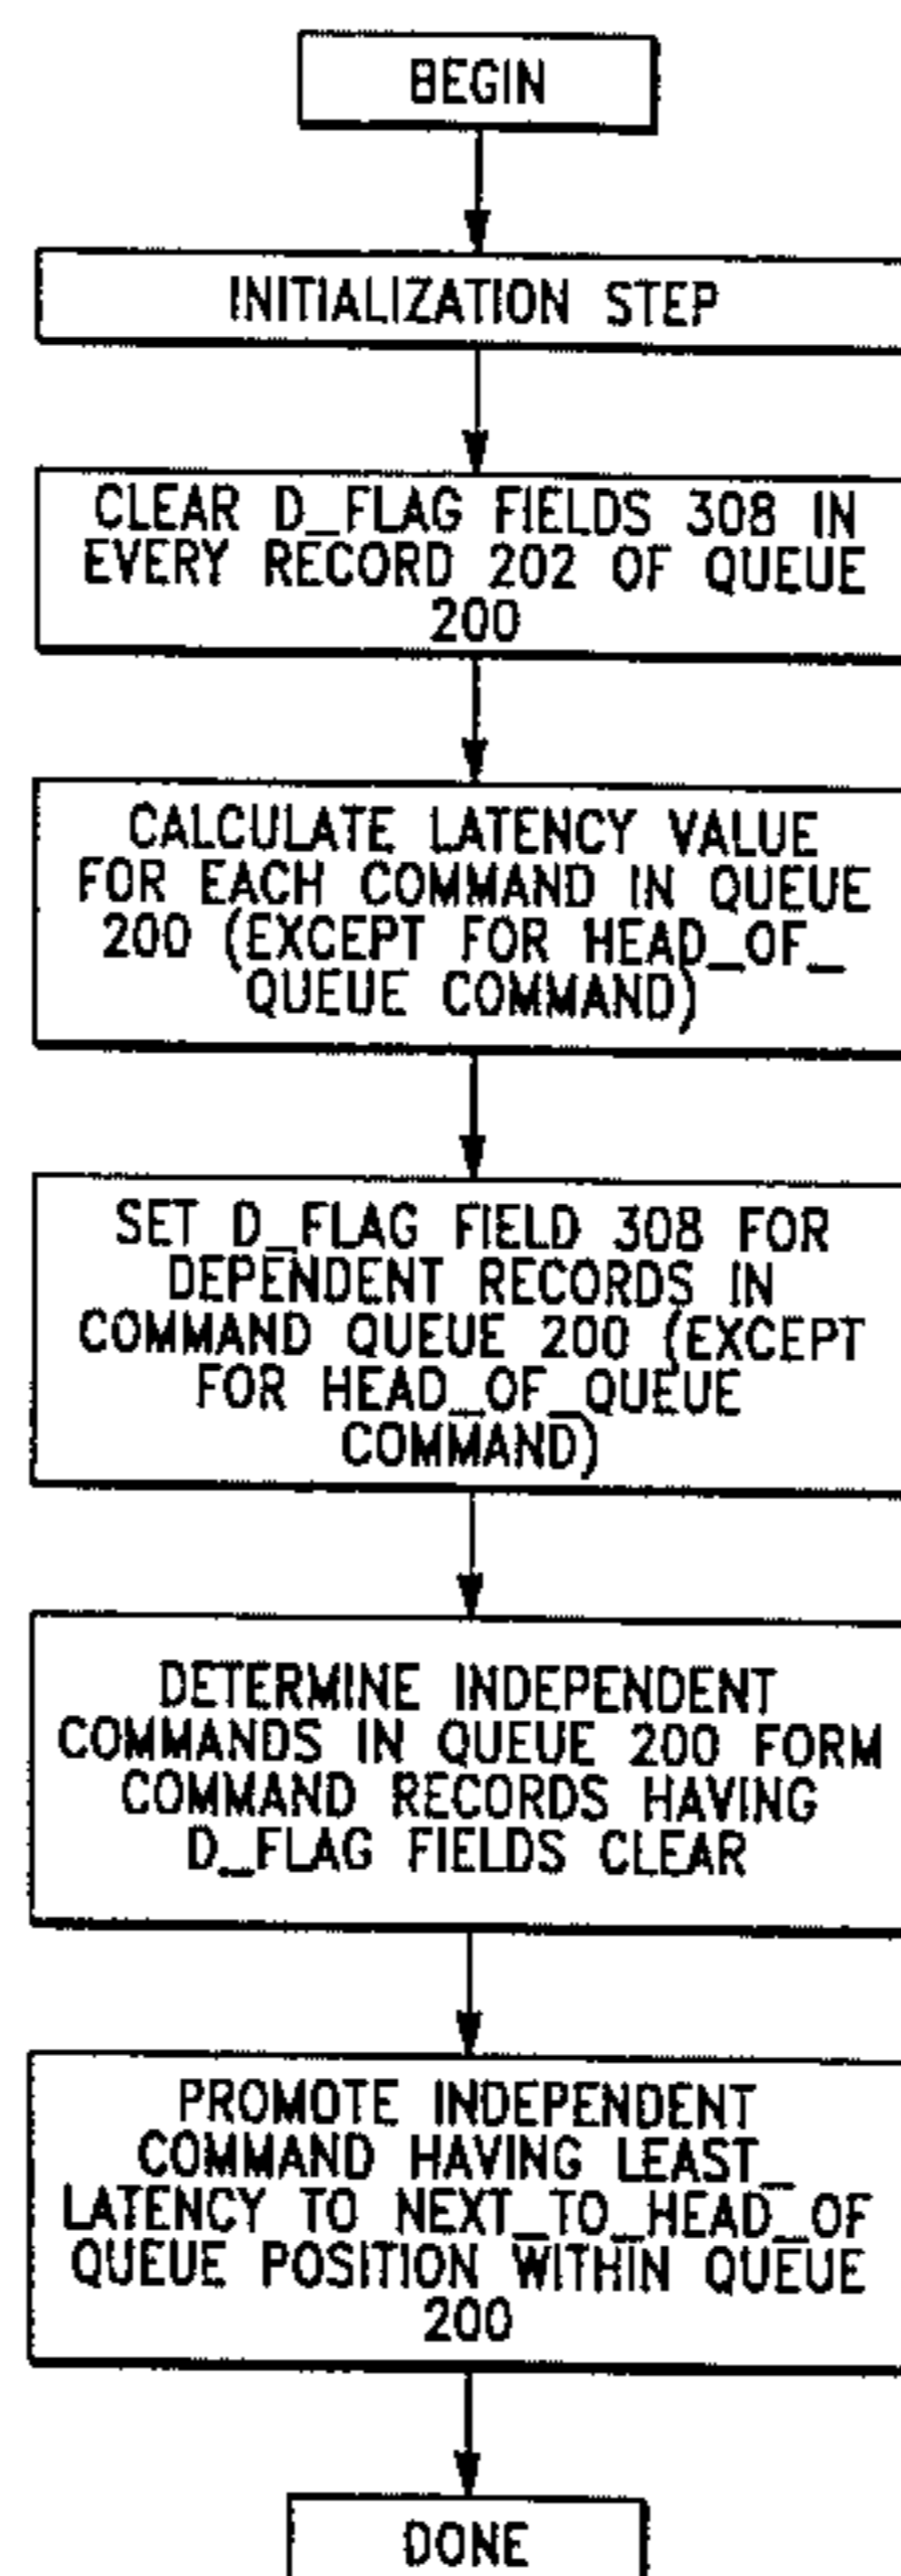 BEGIN
INITIALIZATION STEP
CLEAR D_FLAG FIELDS 308 IN
EVERY RECORD 202 OF QUEUE
200
CALCULATE LATENCY VALUE
FOR EACH COMMAND IN QUEUE
200 (EXCEPT FOR HEAD_OF_
QUEUE COMMAND)
SET D_FLAG FIELD 308 FOR
DEPENDENT RECORDS IN
COMMAND QUEUE 200 (EXCEPT
FOR HEAD_OF_QUEUE
COMMAND)
DETERMINE INDEPENDENT
COMMANDS IN QUEUE 200 FORM
COMMAND RECORDS HAVING
D_FLAG FIELDS CLEAR
PROMOTE INDEPENDENT
COMMAND HAVING LEAST_
LATENCY TO NEXT_TO_HEAD_OF
QUEUE POSITION WITHIN QUEUE
200
DONE